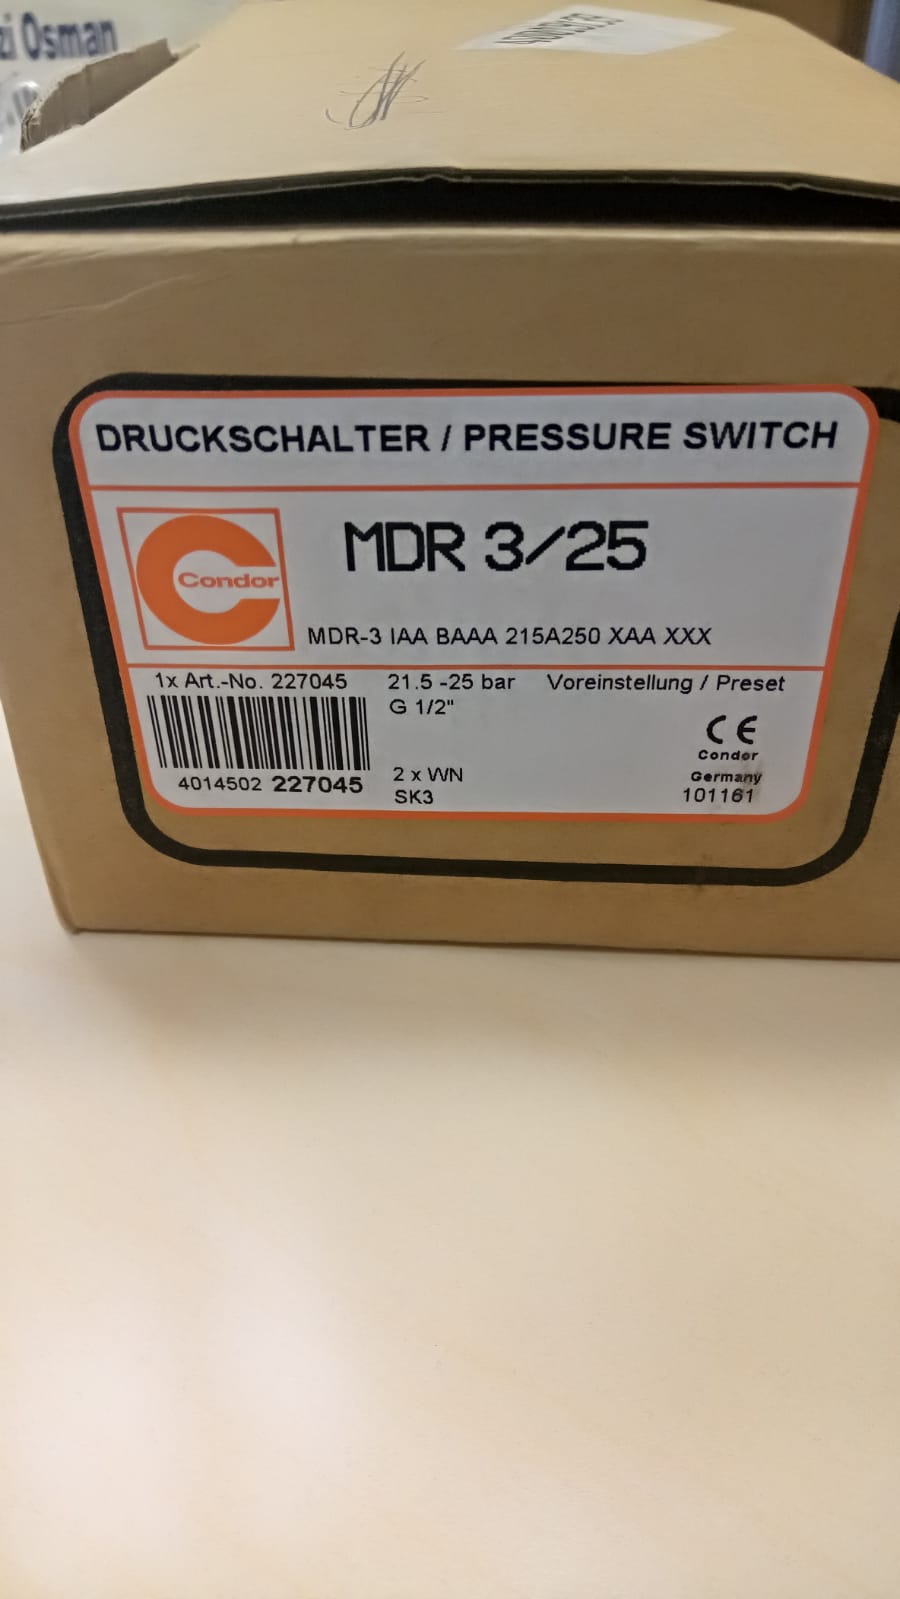 Osman
DRUCKSCHALTER / PRESSURE SWITCH
Condor
MDR 3/25
MDR-3 IAA BAAA 215A250 XAA XXX
1x Art.-No. 227045 21.5 -25 bar Voreinstellung / Preset
G 1/2"
CE
Condor
4014502 227045 2 x WN Germany
SK3 101161